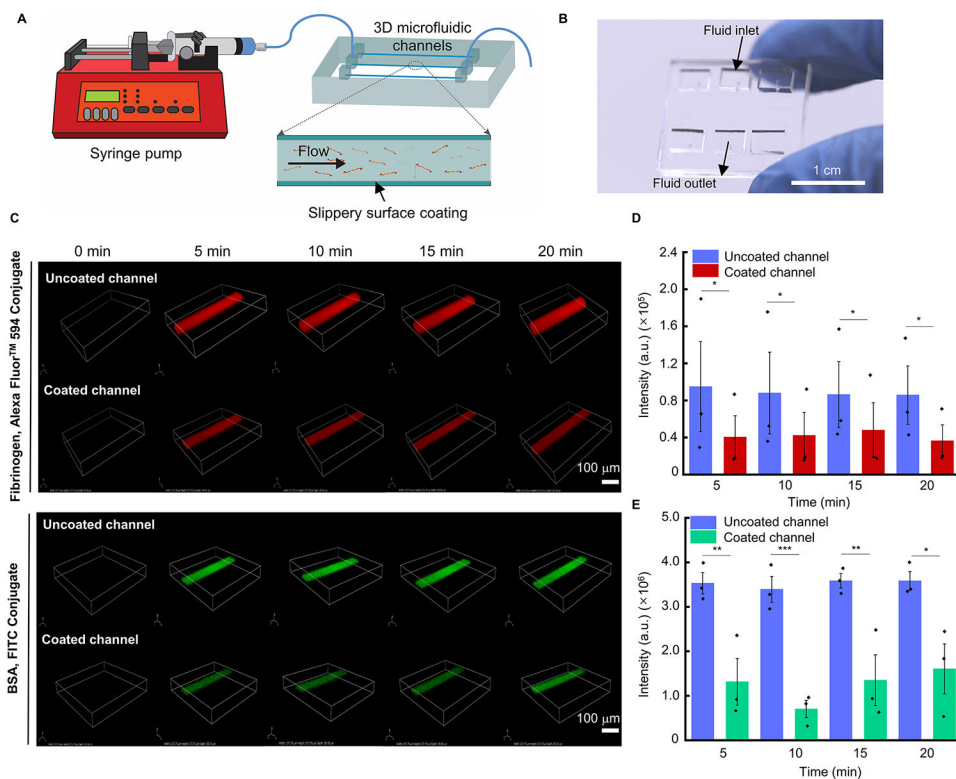 A
3D microfluidic
channels
Syringe pump
Flow
Slippery surface coating
B
Fluid inlet
Fluid outlet
1 cm
C
0 min
5 min
10 min
15 min
20 min
Fibrinogen, Alexa Fluor™ 594 Conjugate
Uncoated channel
Coated channel
100 μm
BSA, FITC Conjugate
Uncoated channel
Coated channel
100 μm
D
Uncoated channel
Coated channel
Intensity (a.u.) (×10⁵)
2.0
1.6
1.2
0.8
0.4
0
* * * *
5 10 15 20
Time (min)
E
Uncoated channel
Coated channel
Intensity (a.u.) (×10⁶)
5.0
4.0
3.0
2.0
1.0
0
** *** ** *
5 10 15 20
Time (min)